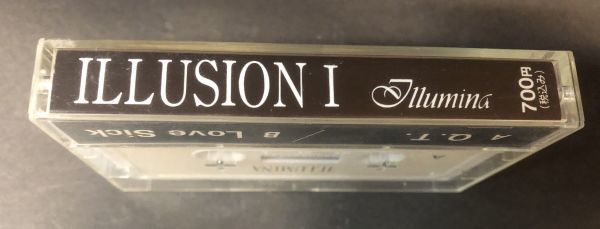 ILLUSION I Illumina 700円
(税込み)
A Q.T. / B Love Sick
A
ILLUMINA